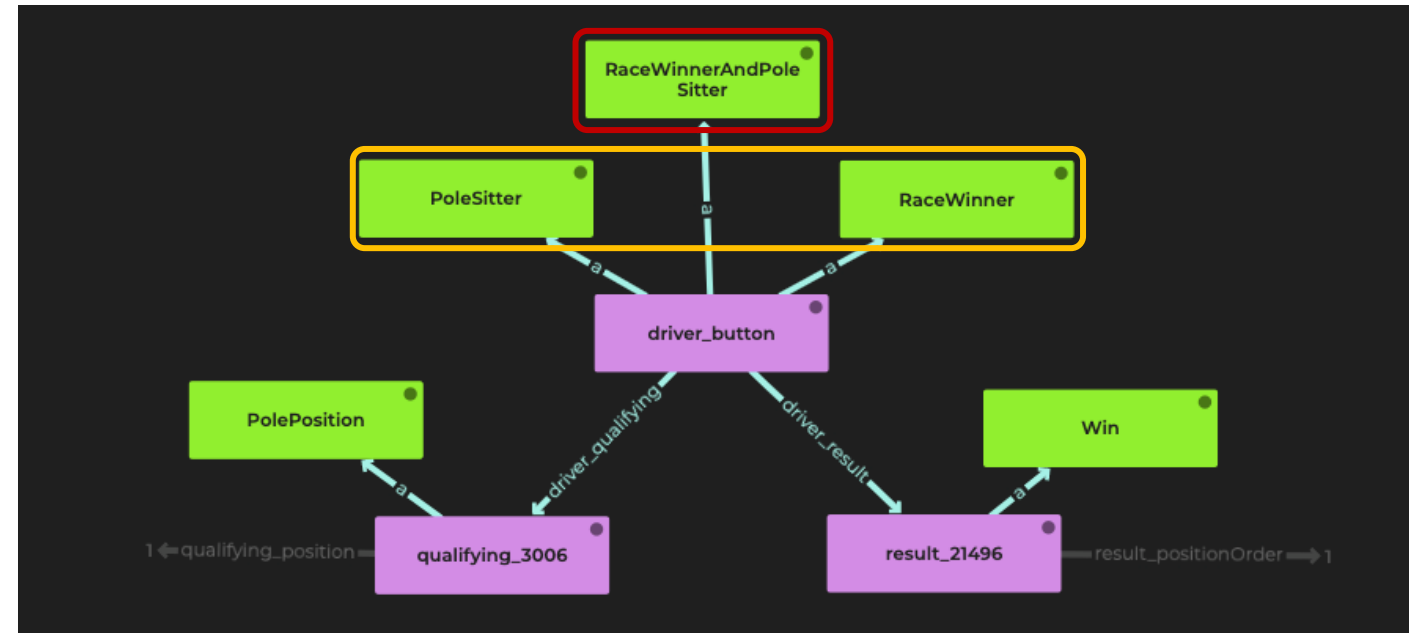 RaceWinnerAndPole
Sitter
PoleSitter
RaceWinner
a
a
a
driver_button
PolePosition
driver_qualifying
driver_result
Win
a
a
1
qualifying_position
qualifying_3006
result_21496
result_positionOrder
1